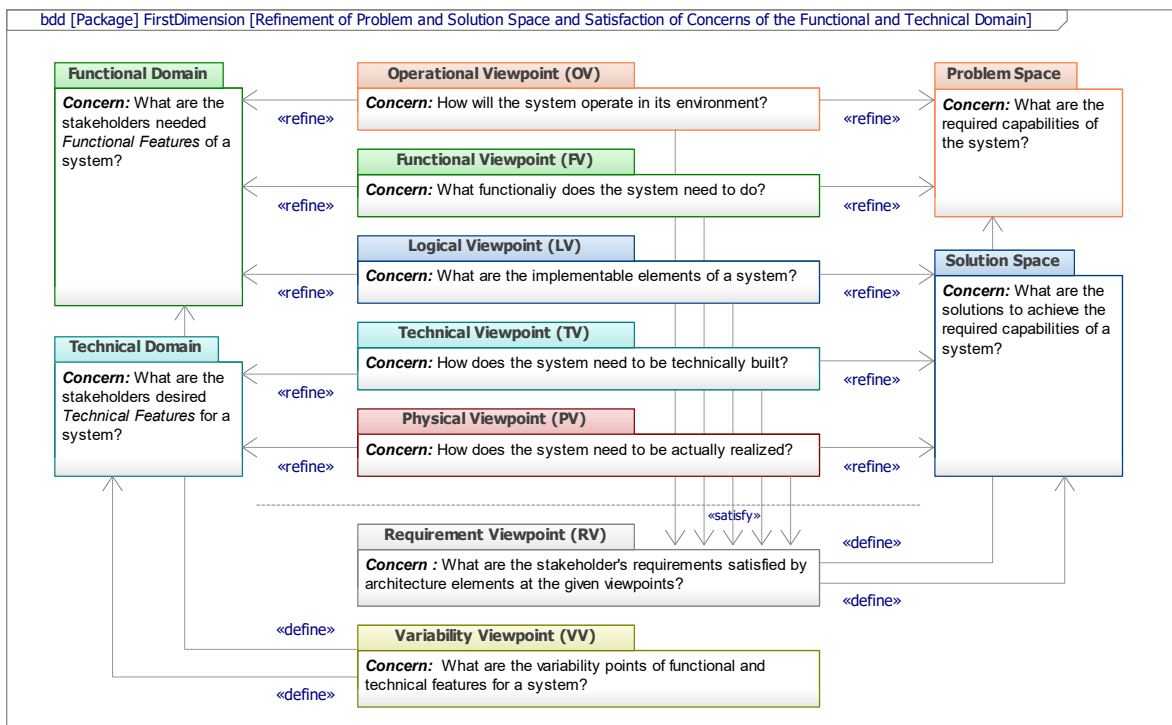 bdd [Package] FirstDimension [Refinement of Problem and Solution Space and Satisfaction of Concerns of the Functional and Technical Domain]
Functional Domain
Concern: What are the
stakeholders needed
Functional Features of a
system?
Technical Domain
Concern: What are the
stakeholders desired
Technical Features for a
system?
«refine»
«refine»
«refine»
«refine»
«refine»
Operational Viewpoint (OV)
Concern: How will the system operate in its environment?
Functional Viewpoint (FV)
Concern: What functionaliy does the system need to do?
Logical Viewpoint (LV)
Concern: What are the implementable elements of a system?
Technical Viewpoint (TV)
Concern: How does the system need to be technically built?
Physical Viewpoint (PV)
Concern: How does the system need to be actually realized?
«refine»
«refine»
«refine»
«refine»
«refine»
Problem Space
Concern: What are the
required capabilities of
the system?
Solution Space
Concern: What are the
solutions to achieve the
required capabilities of a
system?
«satisfy»
Requirement Viewpoint (RV)
Concern : What are the stakeholder's requirements satisfied by
architecture elements at the given viewpoints?
«define»
«define»
Variability Viewpoint (VV)
Concern: What are the variability points of functional and
technical features for a system?
«define»
«define»